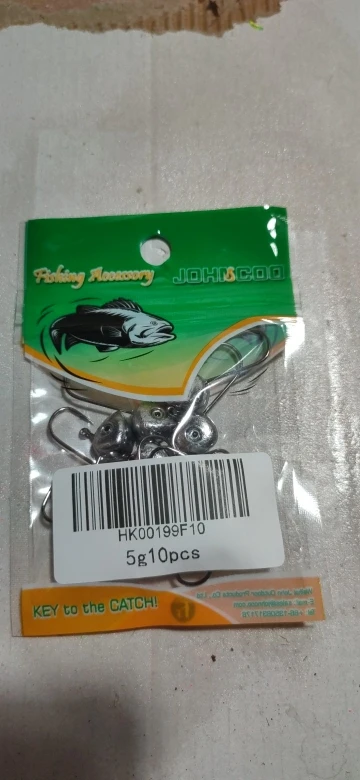 Fishing Accessory JOHNCOO
HK00199F10
5g10pcs
KEY to the CATCH!